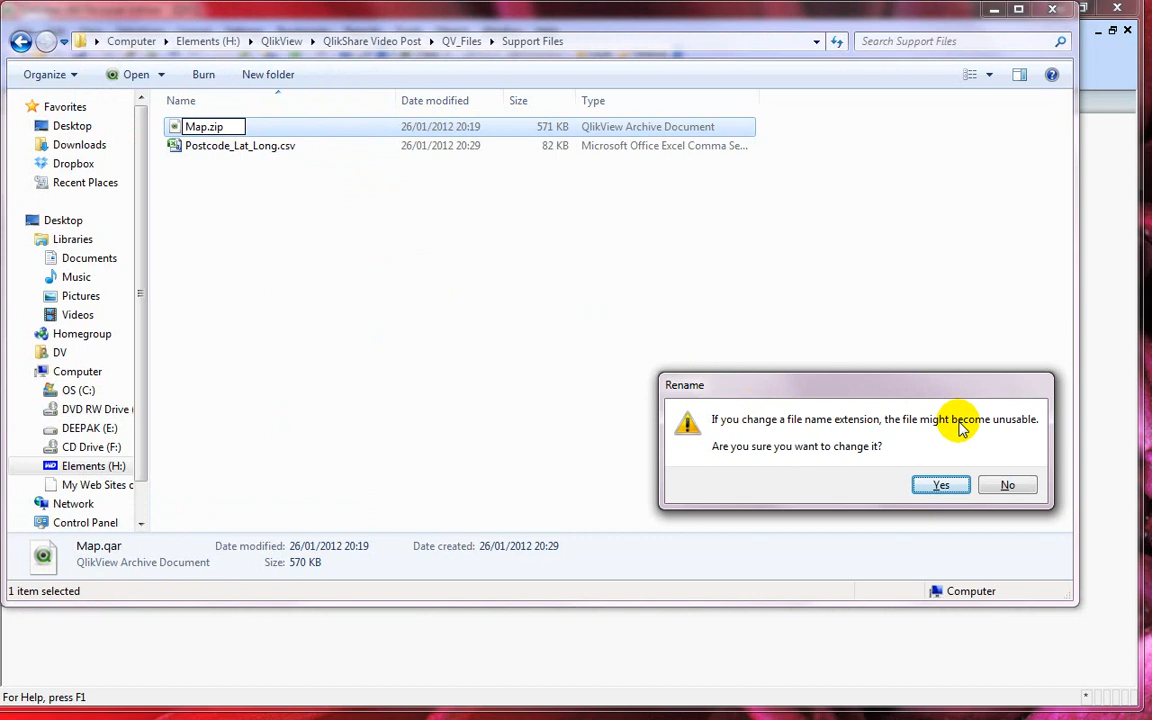 Computer ▸ Elements (H:) ▸ QlikView ▸ QlikShare Video Post ▸ QV_Files ▸ Support Files
Search Support Files
Organize Open Burn New folder
Favorites
Desktop
Downloads
Dropbox
Recent Places
Desktop
Libraries
Documents
Music
Pictures
Videos
Homegroup
DV
Computer
OS (C:)
DVD RW Drive
DEEPAK (E:)
CD Drive (F:)
Elements (H:)
My Web Sites
Network
Control Panel
Name Date modified Size Type
Map.zip 26/01/2012 20:19 571 KB QlikView Archive Document
Postcode_Lat_Long.csv 26/01/2012 20:29 82 KB Microsoft Office Excel Comma Se...
Rename
If you change a file name extension, the file might become unusable.
Are you sure you want to change it?
Yes No
Map.qar Date modified: 26/01/2012 20:19 Date created: 26/01/2012 20:29
QlikView Archive Document Size: 570 KB
1 item selected Computer
For Help, press F1